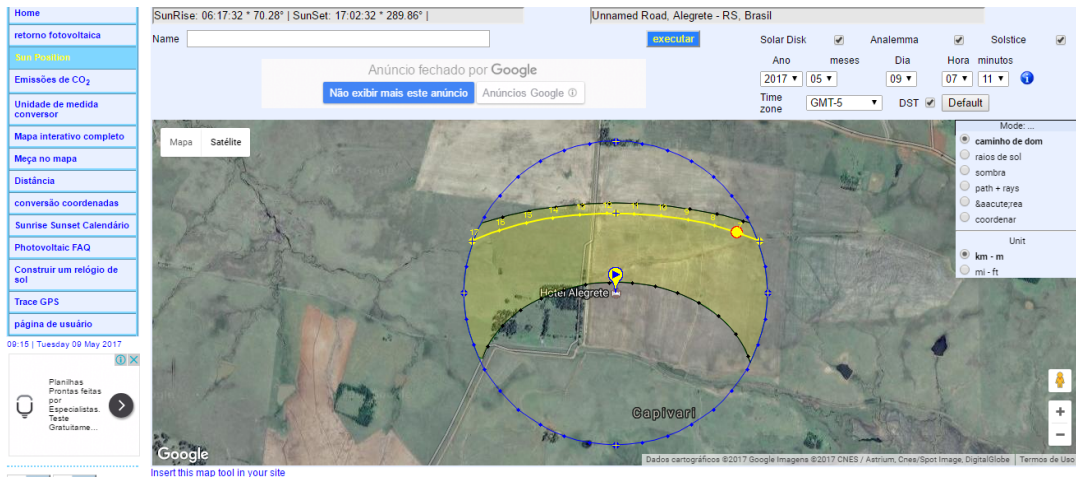 Home
retorno fotovoltaica
Sun Position
Emissões de CO2
Unidade de medida
conversor
Mapa interativo completo
Meça no mapa
Distância
conversão coordenadas
Sunrise Sunset Calendário
Photovoltaic FAQ
Construir um relógio de
sol
Trace GPS
página de usuário
09:15 | Tuesday 09 May 2017
Planilhas
Prontas feitas
por
Especialistas.
Teste
Gratuitame...
SunRise: 06:17:32 * 70.28° | SunSet: 17:02:32 * 289.86° |
Unnamed Road, Alegrete - RS, Brasil
Name
executar
Anúncio fechado por Google
Não exibir mais este anúncio
Anúncios Google
Solar Disk Analemma Solstice
Ano meses Dia Hora minutos
2017 05 09 07 11
Time
zone
GMT-5
DST
Default
Mapa Satélite
17 16 14 13 12 11 10 9 8
Hotel Alegrete
Capivari
Mode: ...
caminho de dom
raios de sol
sombra
path + rays
&aacute;rea
coordenar
Unit
km - m
mi - ft
+
−
Google
Dados cartográficos ©2017 Google Imagens ©2017 CNES / Astrium, Cnes/Spot Image, DigitalGlobe
Termos de Uso
Insert this map tool in your site